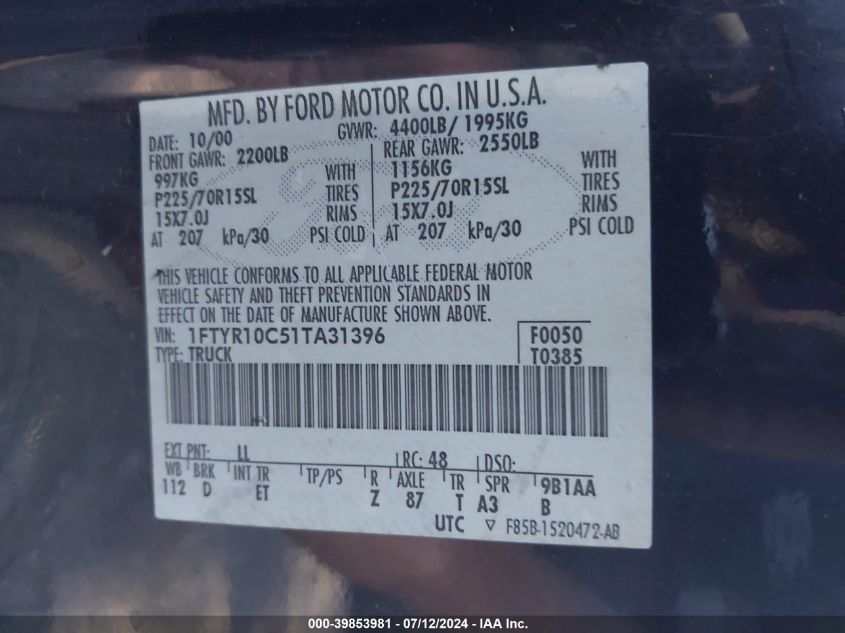 MFD. BY FORD MOTOR CO. IN U.S.A.
DATE: 10/00 GVWR: 4400LB/ 1995KG
FRONT GAWR: 2200LB REAR GAWR: 2550LB
997KG WITH 1156KG WITH
P225/70R15SL TIRES P225/70R15SL TIRES
15X7.0J RIMS 15X7.0J RIMS
AT 207 kPa/30 PSI COLD AT 207 kPa/30 PSI COLD
THIS VEHICLE CONFORMS TO ALL APPLICABLE FEDERAL MOTOR
VEHICLE SAFETY AND THEFT PREVENTION STANDARDS IN
EFFECT ON THE DATE OF MANUFACTURE SHOWN ABOVE.
VIN: 1FTYR10C51TA31396 F0050
TYPE: TRUCK T0385
EXT PNT: LL RC: 48 DSO:
WB BRK INT TR TP/PS R AXLE TR SPR 9B1AA
112 D ET Z 87 T A3 B
UTC ▽ F85B-1520472-AB
000-39853981 - 07/12/2024 - IAA Inc.